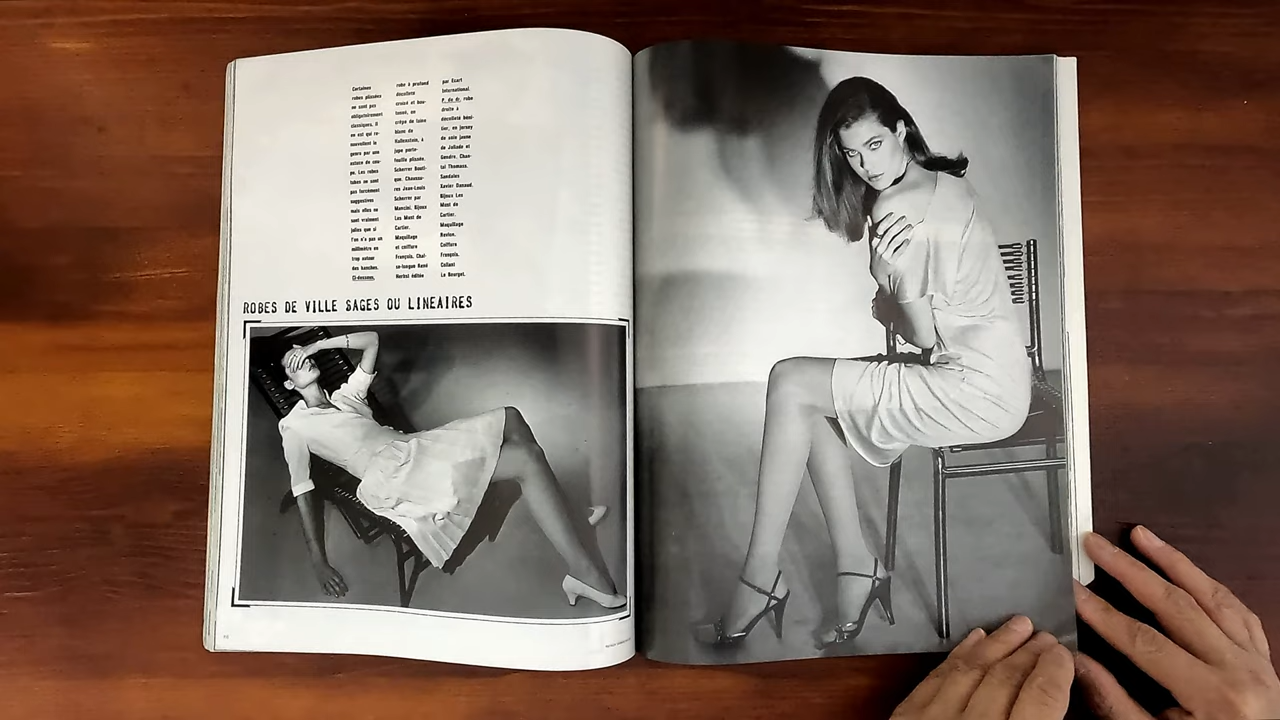 Certaines
robes plissées
ne sont pas
obligatoirement
classiques. Il
en est qui re-
nouvellent le
genre par une
astuce de cou-
pe. Les robes
tubes ne sont
pas forcément
suggestives
mais elles ne
sont vraiment
jolies que si
l'on n'a pas un
millimètre en
trop autour
des hanches.
Ci-dessous,
robe à profond
décolleté
croisé et bou-
tonné, en
crêpe de laine
blanc de
à
jupe porte-
feuille plissée.
Scherrer Bouti-
que. Chaussu-
res Jean-Louis
Scherrer par
Mancini. Bijoux
Les Must de
Cartier.
Maquillage
et coiffure
François. Chai-
se-longue René
Herbst éditée
par Ecart
International.
P. de dr. robe
droite à
décolleté béni-
tier, en jersey
de soie jaune
de Jallade et
Gendre. Chan-
tal Thomass.
Sandales
Xavier Danaud.
Bijoux Les
Must de
Cartier.
Maquillage
Revlon.
Coiffure
François.
Collant
Le Bourget.
ROBES DE VILLE SAGES OU LINEAIRES